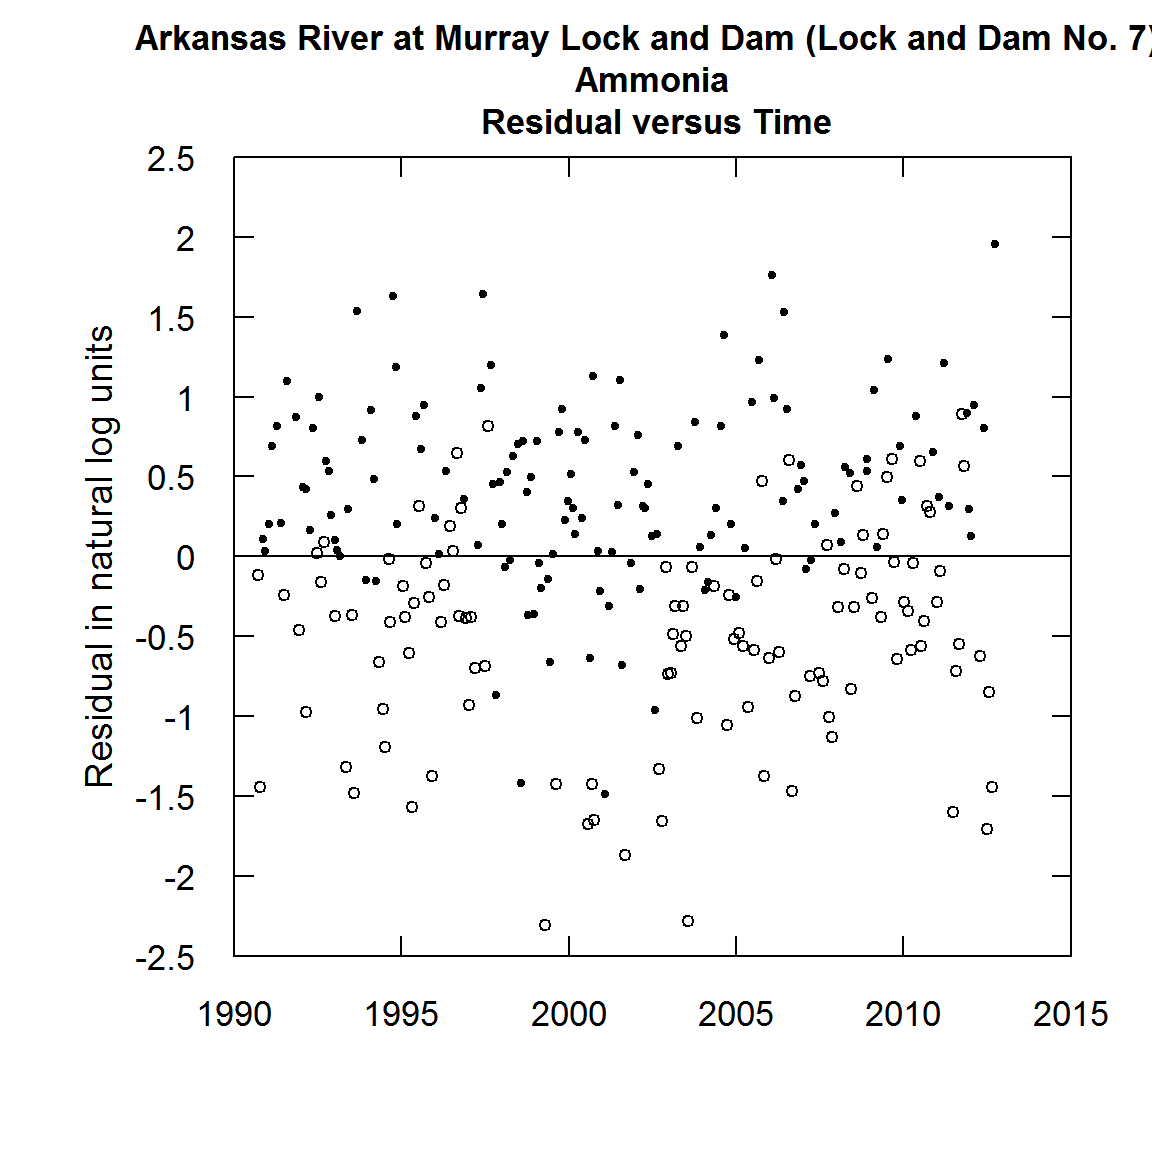 Arkansas River at Murray Lock and Dam (Lock and Dam No. 7)
Ammonia
Residual versus Time
Residual in natural log units
2.5
2
1.5
1
0.5
0
-0.5
-1
-1.5
-2
-2.5
1990 1995 2000 2005 2010 2015